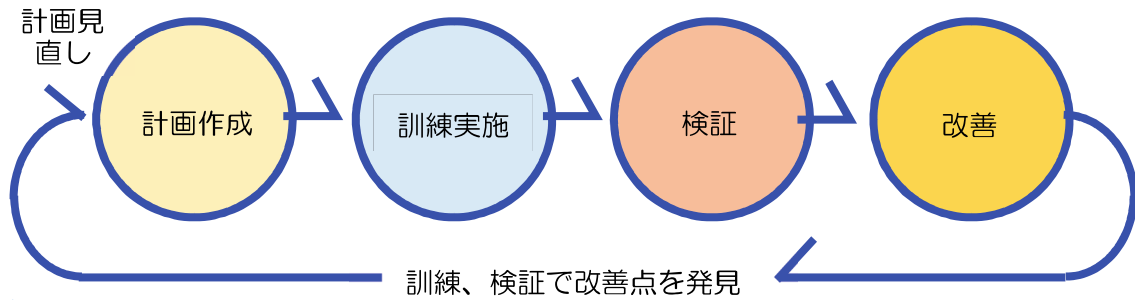 計画見
直し
計画作成
訓練実施
検証
改善
訓練、検証で改善点を発見